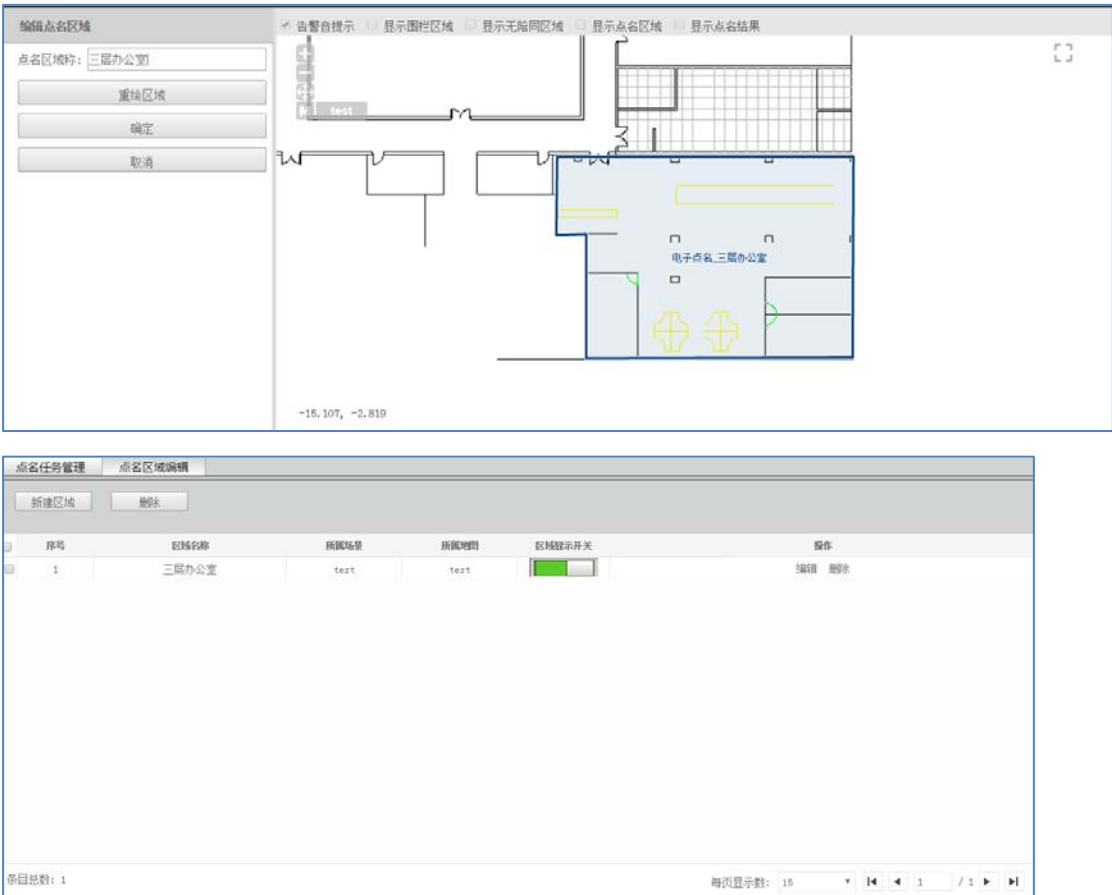 编辑点名区域
告警音提示 显示围栏区域 显示无陪同区域 显示点名区域 显示点名结果
点名区域称: 三层办公室
重绘区域
确定
取消
test
电子点名_三层办公室
-15.107, -2.819
点名任务管理 点名区域编辑
新建区域 删除
序号 区域名称 所属场景 所属地图 区域显示开关 操作
1 三层办公室 test test 编辑 删除
条目总数: 1
每页显示数: 15 1 / 1